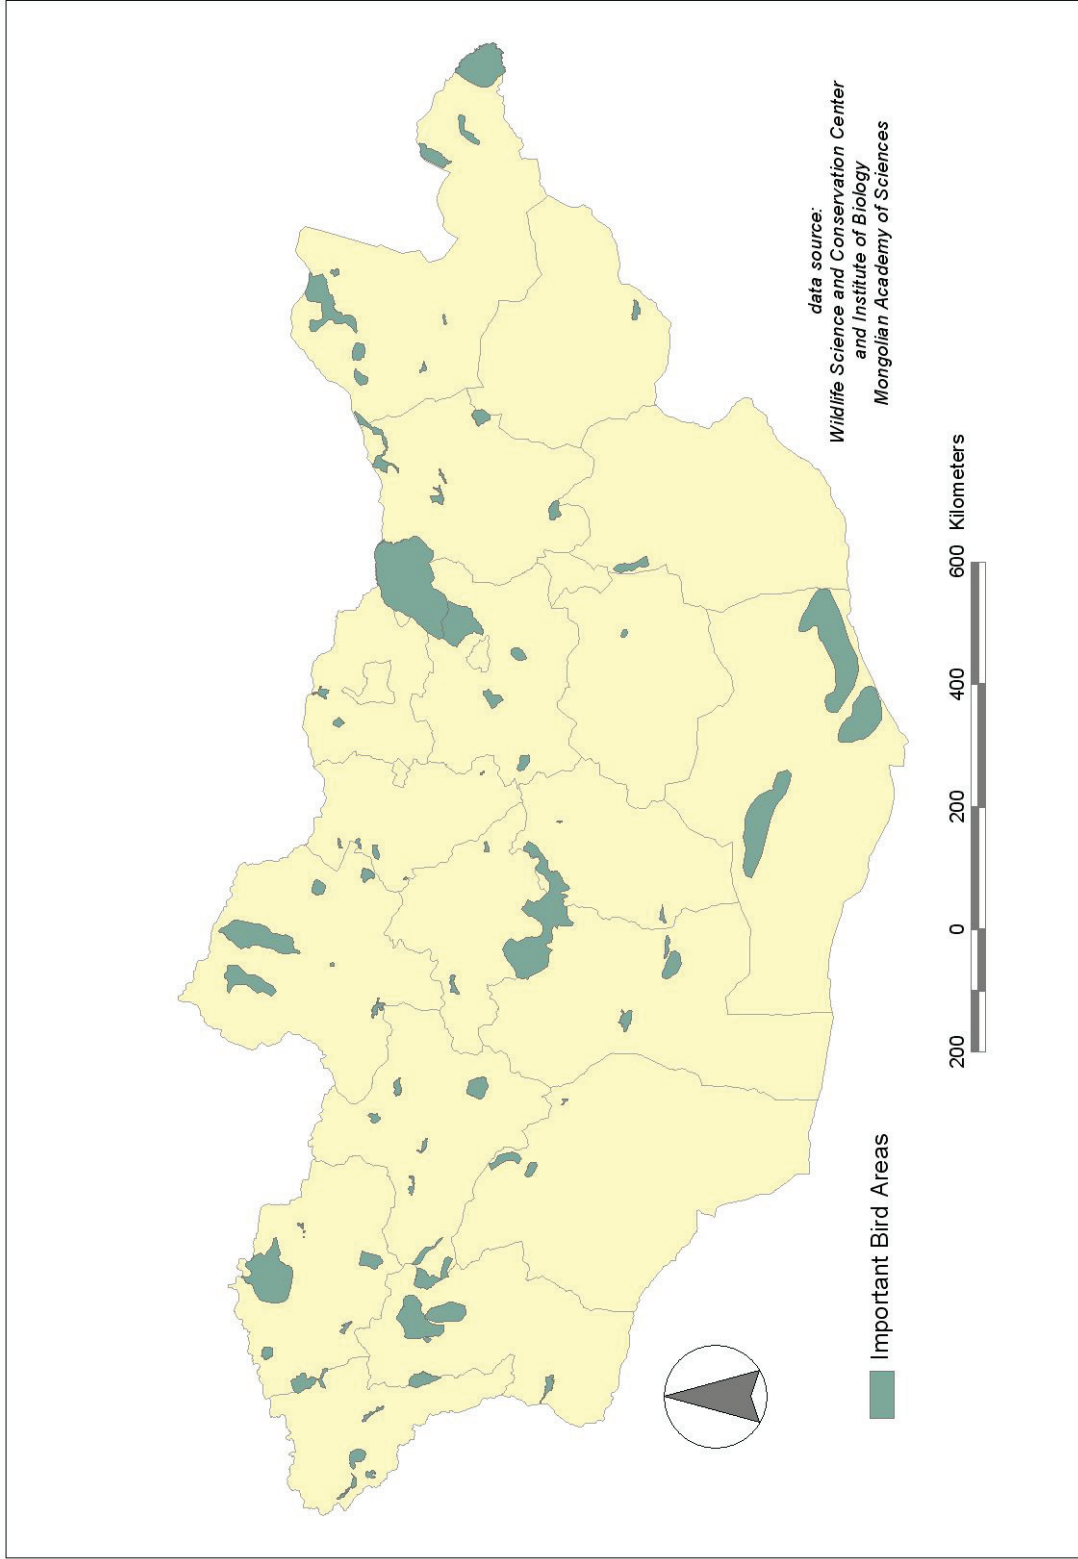 data source:
Wildlife Science and Conservation Center
and Institute of Biology
Mongolian Academy of Sciences
200 0 200 400 600 Kilometers
Important Bird Areas